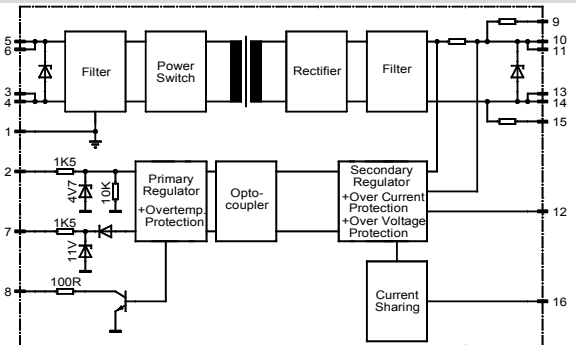 9
5
10
6
11
Filter
Power
Switch
Rectifier
Filter
3
13
4
14
15
1
1K5
2
4V7
10K
Primary
Regulator
+Overtemp.
Protection
Opto-
coupler
Secondary
Regulator
+Over Current
Protection
+Over Voltage
Protection
12
1K5
7
11V
100R
8
Current
Sharing
16